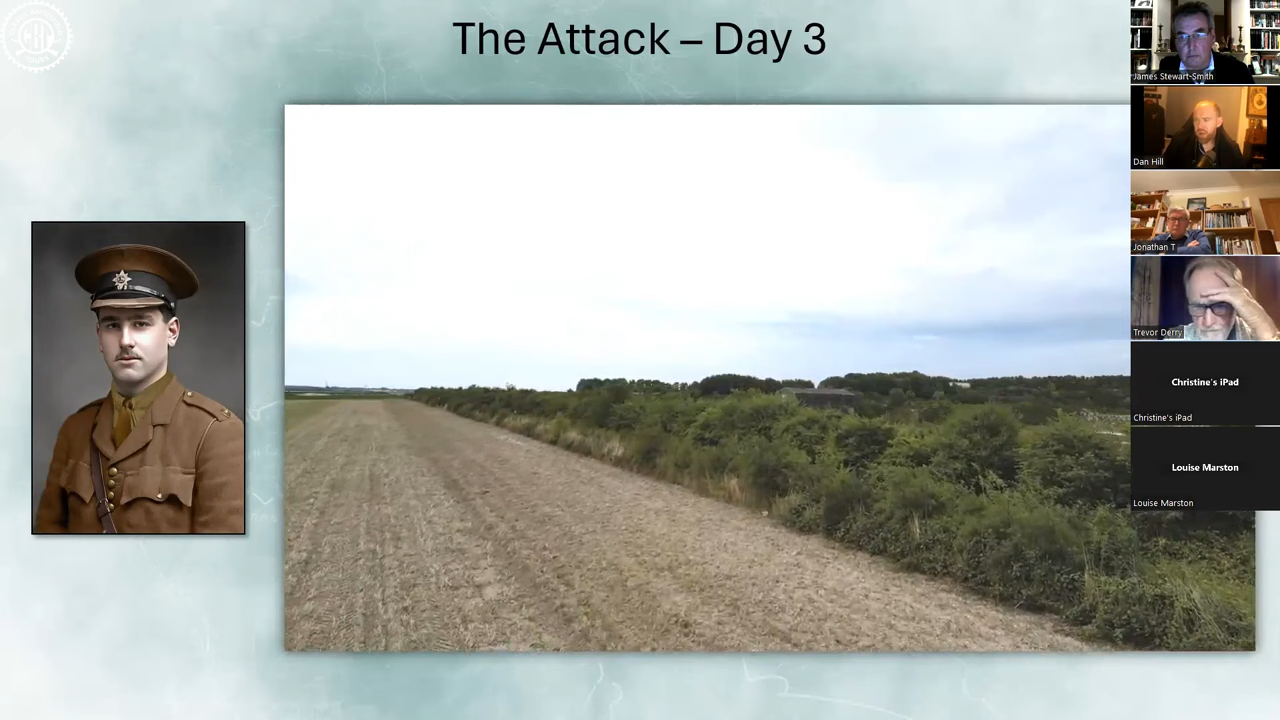 The Attack – Day 3
James Stewart-Smith
Dan Hill
Jonathan T
Trevor Derry
Christine's iPad
Christine's iPad
Louise Marston
Louise Marston